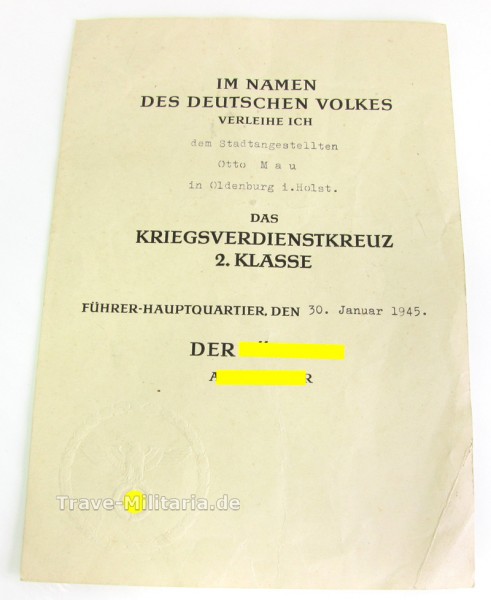 IM NAMEN
DES DEUTSCHEN VOLKES
VERLEIHE ICH
dem Stadtangestellten
Otto Mau
in Oldenburg i.Holst.
DAS
KRIEGSVERDIENSTKREUZ
2. KLASSE
FÜHRER-HAUPTQUARTIER, DEN 30. Januar 1945.
DER
Trave-Militaria.de